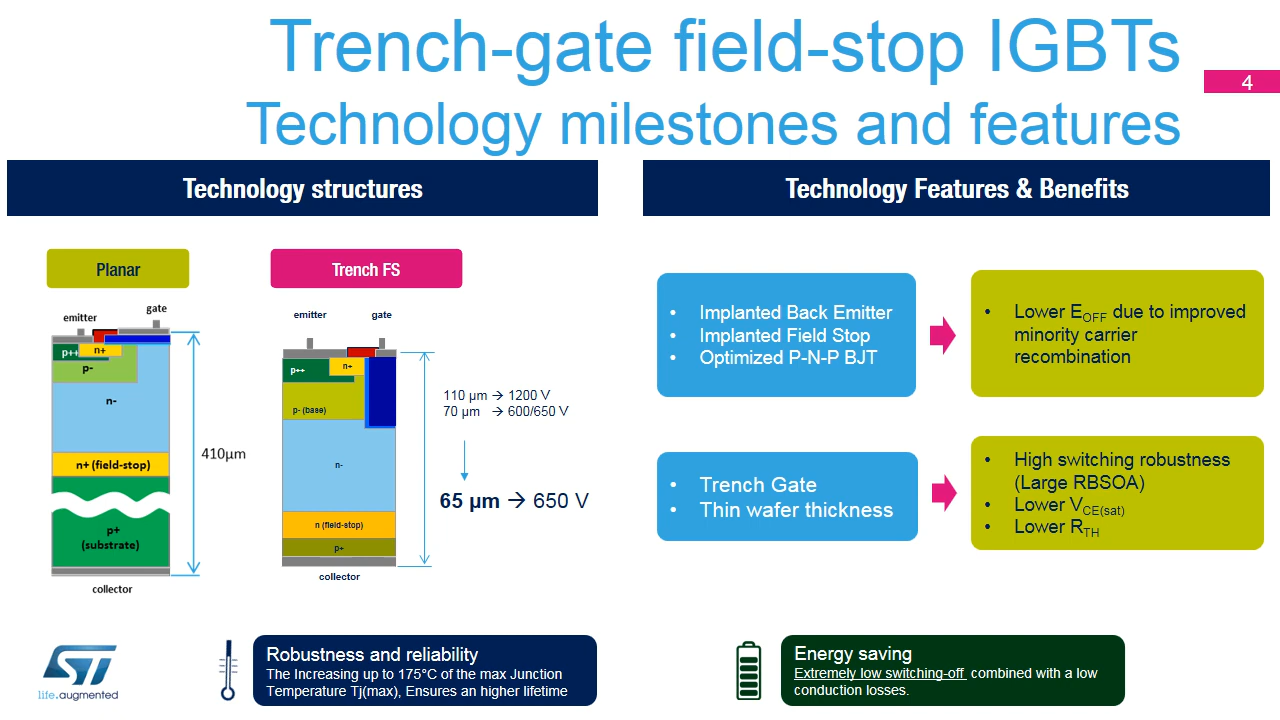 Trench-gate field-stop IGBTs
Technology milestones and features
4
Technology structures
Planar
emitter
gate
p++
n+
p-
n-
n+ (field-stop)
p+
(substrate)
collector
410µm
Trench FS
emitter
gate
p++
n+
p- (base)
n-
n (field-stop)
p+
collector
110 µm → 1200 V
70 µm → 600/650 V
65 µm → 650 V
Technology Features & Benefits
• Implanted Back Emitter
• Implanted Field Stop
• Optimized P-N-P BJT
• Lower EOFF due to improved
minority carrier
recombination
• Trench Gate
• Thin wafer thickness
• High switching robustness
(Large RBSOA)
• Lower VCE(sat)
• Lower RTH
ST
life.augmented
Robustness and reliability
The Increasing up to 175°C of the max Junction
Temperature Tj(max), Ensures an higher lifetime
Energy saving
Extremely low switching-off combined with a low
conduction losses.